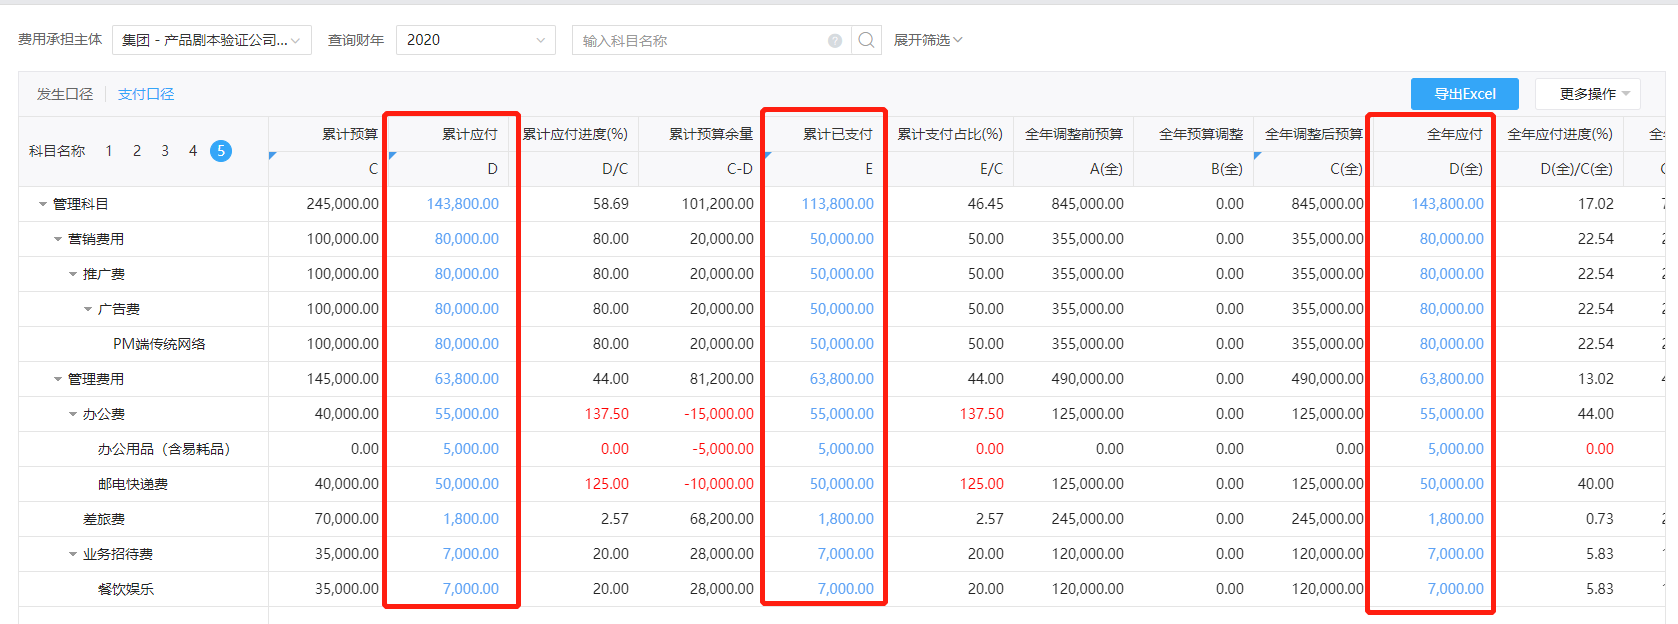 费用承担主体 集团 - 产品剧本验证公司... 查询财年 2020 输入科目名称 ? 展开筛选
发生口径 支付口径 导出Excel 更多操作
科目名称 1 2 3 4 5
累计预算 累计应付 累计应付进度(%) 累计预算余量 累计已支付 累计支付占比(%) 全年调整前预算 全年预算调整 全年调整后预算 全年应付 全年应付进度(%)
C D D/C C-D E E/C A(全) B(全) C(全) D(全) D(全)/C(全)
管理科目 245,000.00 143,800.00 58.69 101,200.00 113,800.00 46.45 845,000.00 0.00 845,000.00 143,800.00 17.02
营销费用 100,000.00 80,000.00 80.00 20,000.00 50,000.00 50.00 355,000.00 0.00 355,000.00 80,000.00 22.54
推广费 100,000.00 80,000.00 80.00 20,000.00 50,000.00 50.00 355,000.00 0.00 355,000.00 80,000.00 22.54
广告费 100,000.00 80,000.00 80.00 20,000.00 50,000.00 50.00 355,000.00 0.00 355,000.00 80,000.00 22.54
PM端传统网络 100,000.00 80,000.00 80.00 20,000.00 50,000.00 50.00 355,000.00 0.00 355,000.00 80,000.00 22.54
管理费用 145,000.00 63,800.00 44.00 81,200.00 63,800.00 44.00 490,000.00 0.00 490,000.00 63,800.00 13.02
办公费 40,000.00 55,000.00 137.50 -15,000.00 55,000.00 137.50 125,000.00 0.00 125,000.00 55,000.00 44.00
办公用品（含易耗品） 0.00 5,000.00 0.00 -5,000.00 5,000.00 0.00 0.00 0.00 0.00 5,000.00 0.00
邮电快递费 40,000.00 50,000.00 125.00 -10,000.00 50,000.00 125.00 125,000.00 0.00 125,000.00 50,000.00 40.00
差旅费 70,000.00 1,800.00 2.57 68,200.00 1,800.00 2.57 245,000.00 0.00 245,000.00 1,800.00 0.73
业务招待费 35,000.00 7,000.00 20.00 28,000.00 7,000.00 20.00 120,000.00 0.00 120,000.00 7,000.00 5.83
餐饮娱乐 35,000.00 7,000.00 20.00 28,000.00 7,000.00 20.00 120,000.00 0.00 120,000.00 7,000.00 5.83